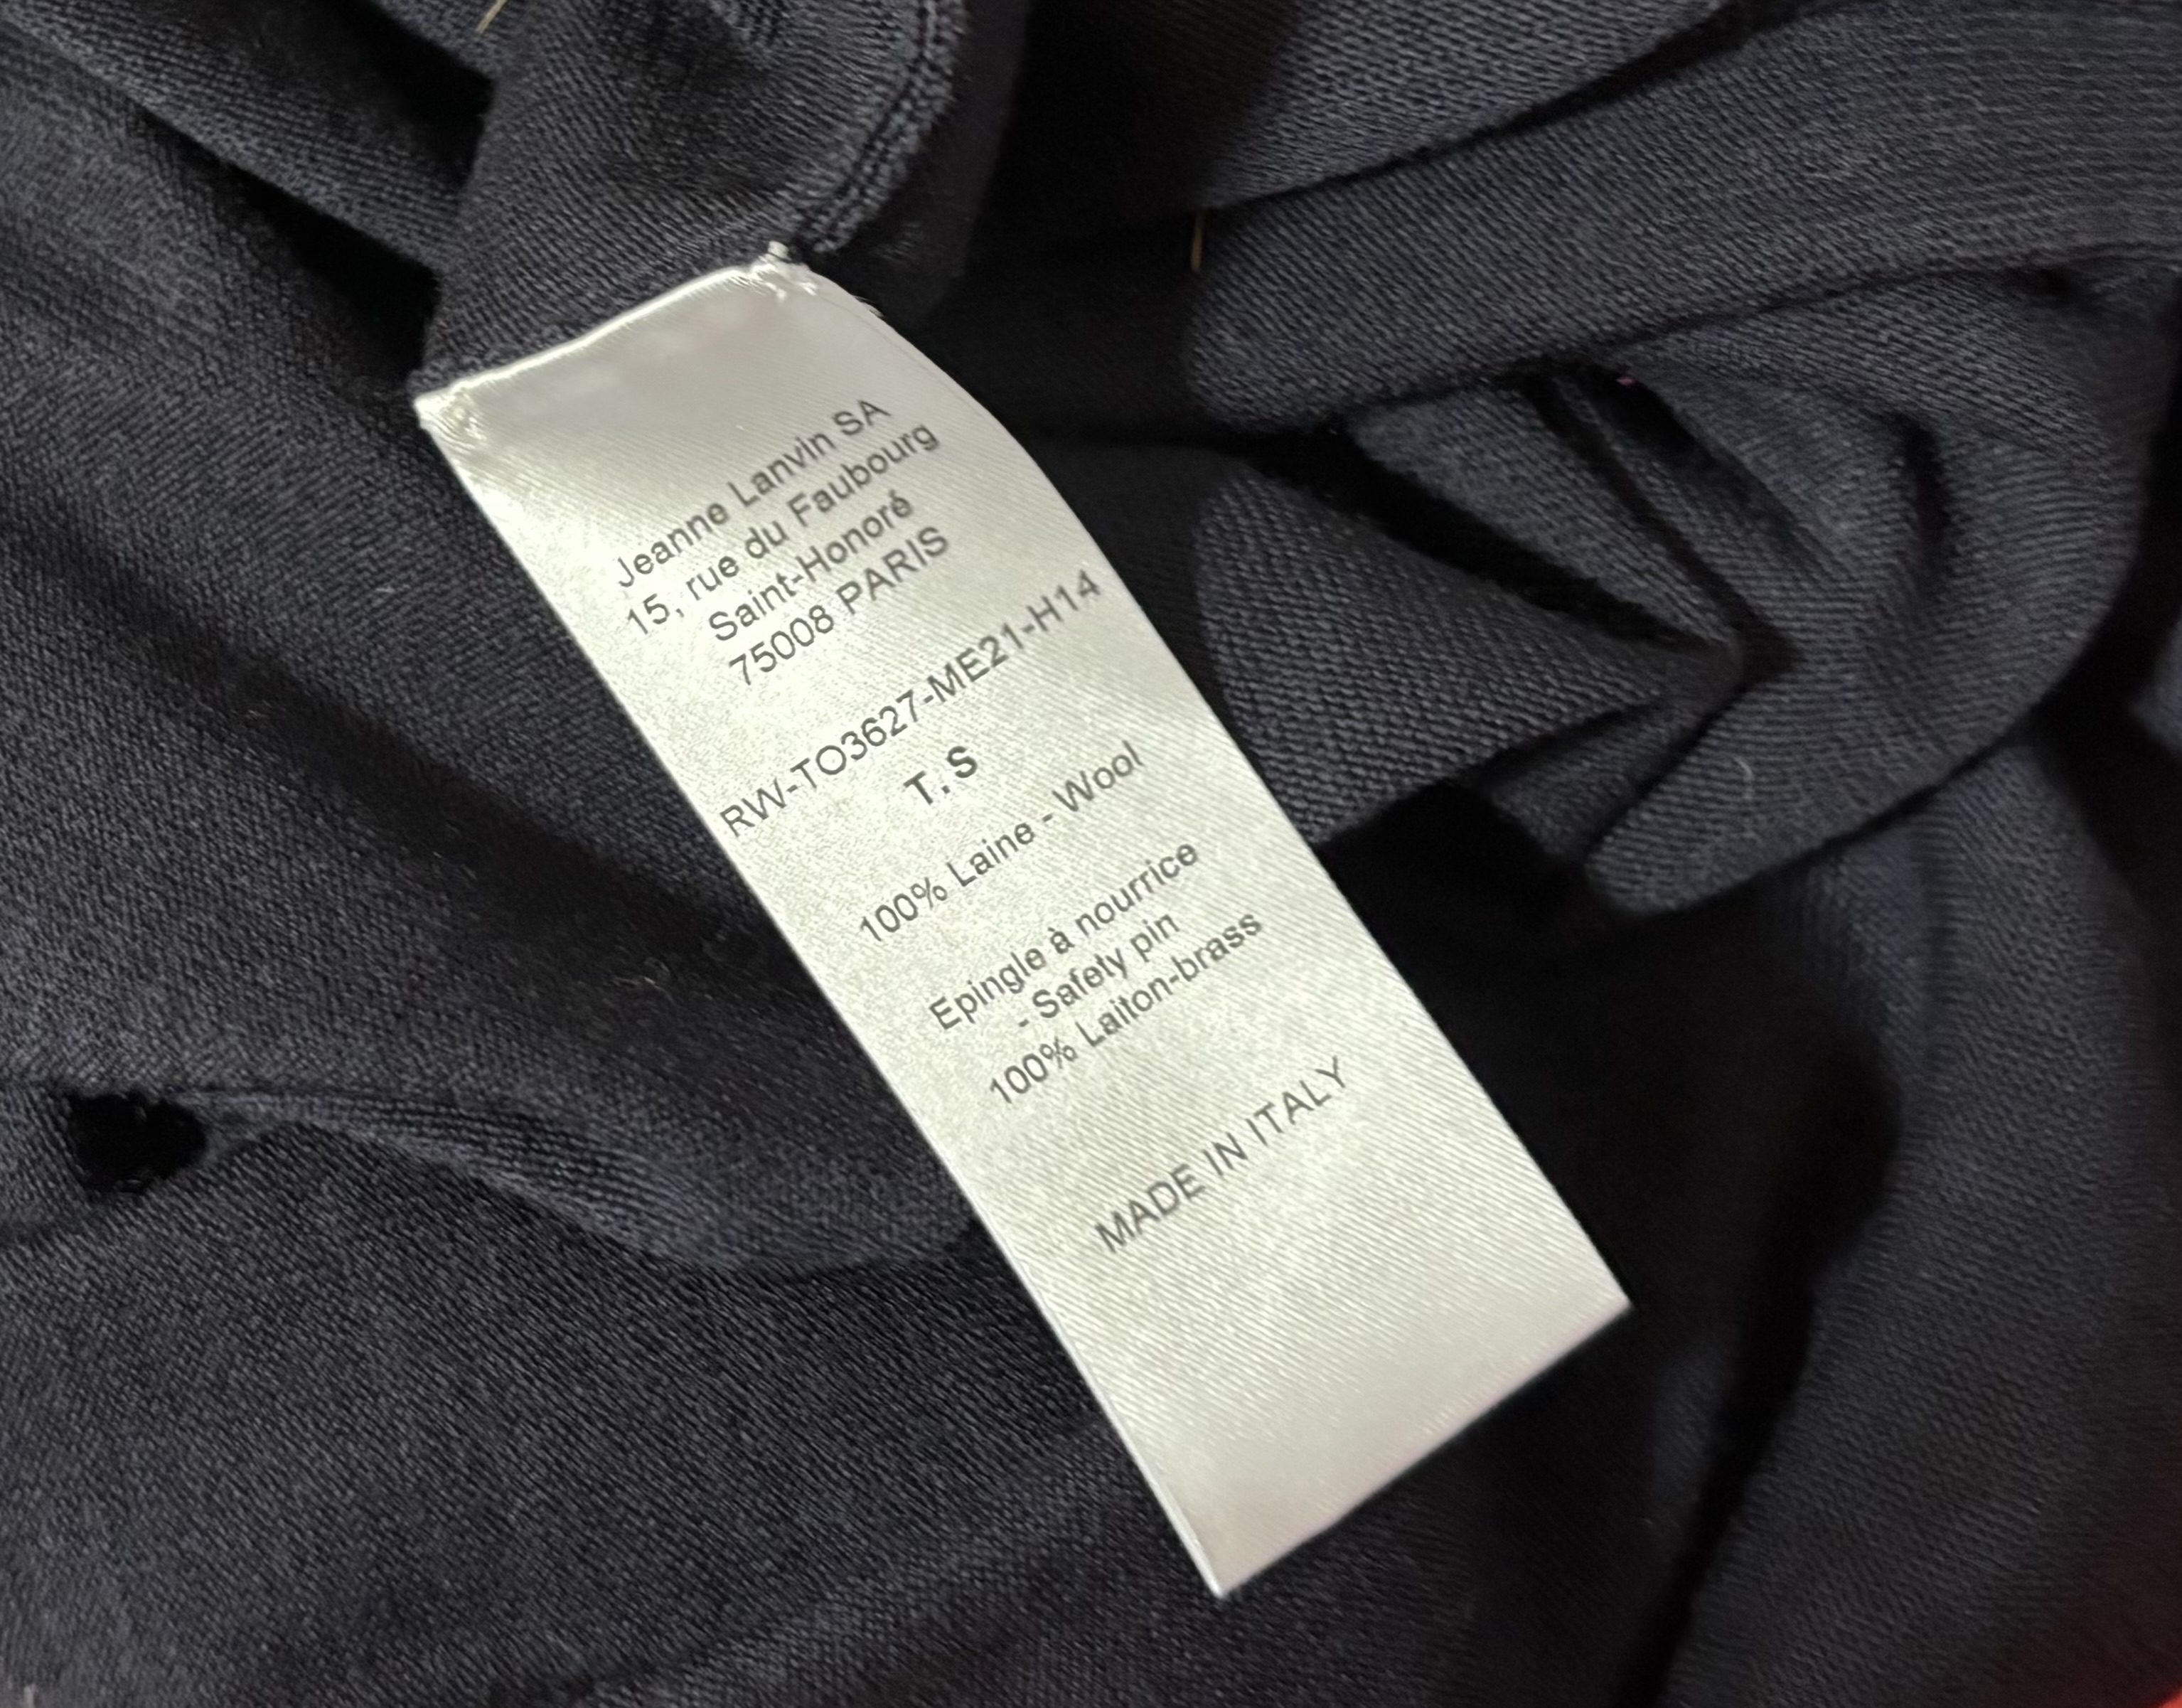 Jeanne Lanvin SA
15, rue du Faubourg
Saint-Honoré
75008 PARIS
RW-TO3627-ME21-H14
T. S
100% Laine - Wool
Epingle à nourrice
- Safety pin
100% Laiton-brass
MADE IN ITALY